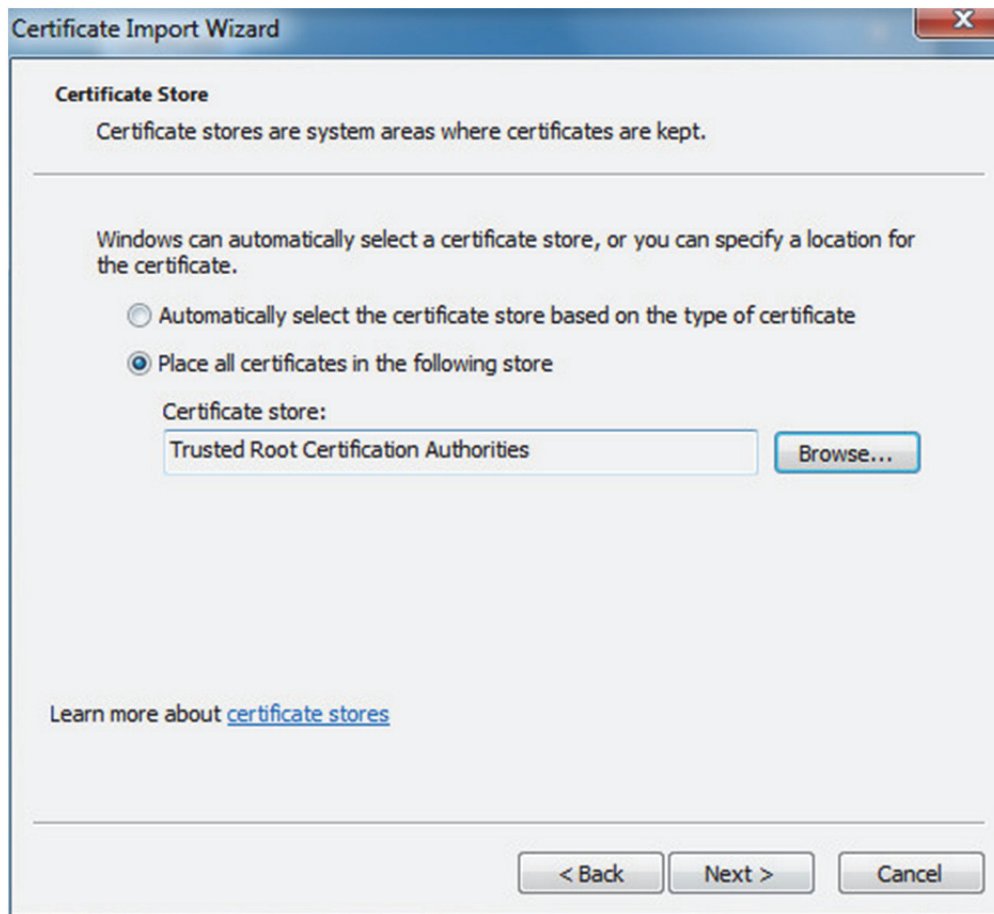 Certificate Import Wizard
Certificate Store
Certificate stores are system areas where certificates are kept.
Windows can automatically select a certificate store, or you can specify a location for
the certificate.
Automatically select the certificate store based on the type of certificate
Place all certificates in the following store
Certificate store:
Trusted Root Certification Authorities
Browse...
Learn more about certificate stores
< Back
Next >
Cancel